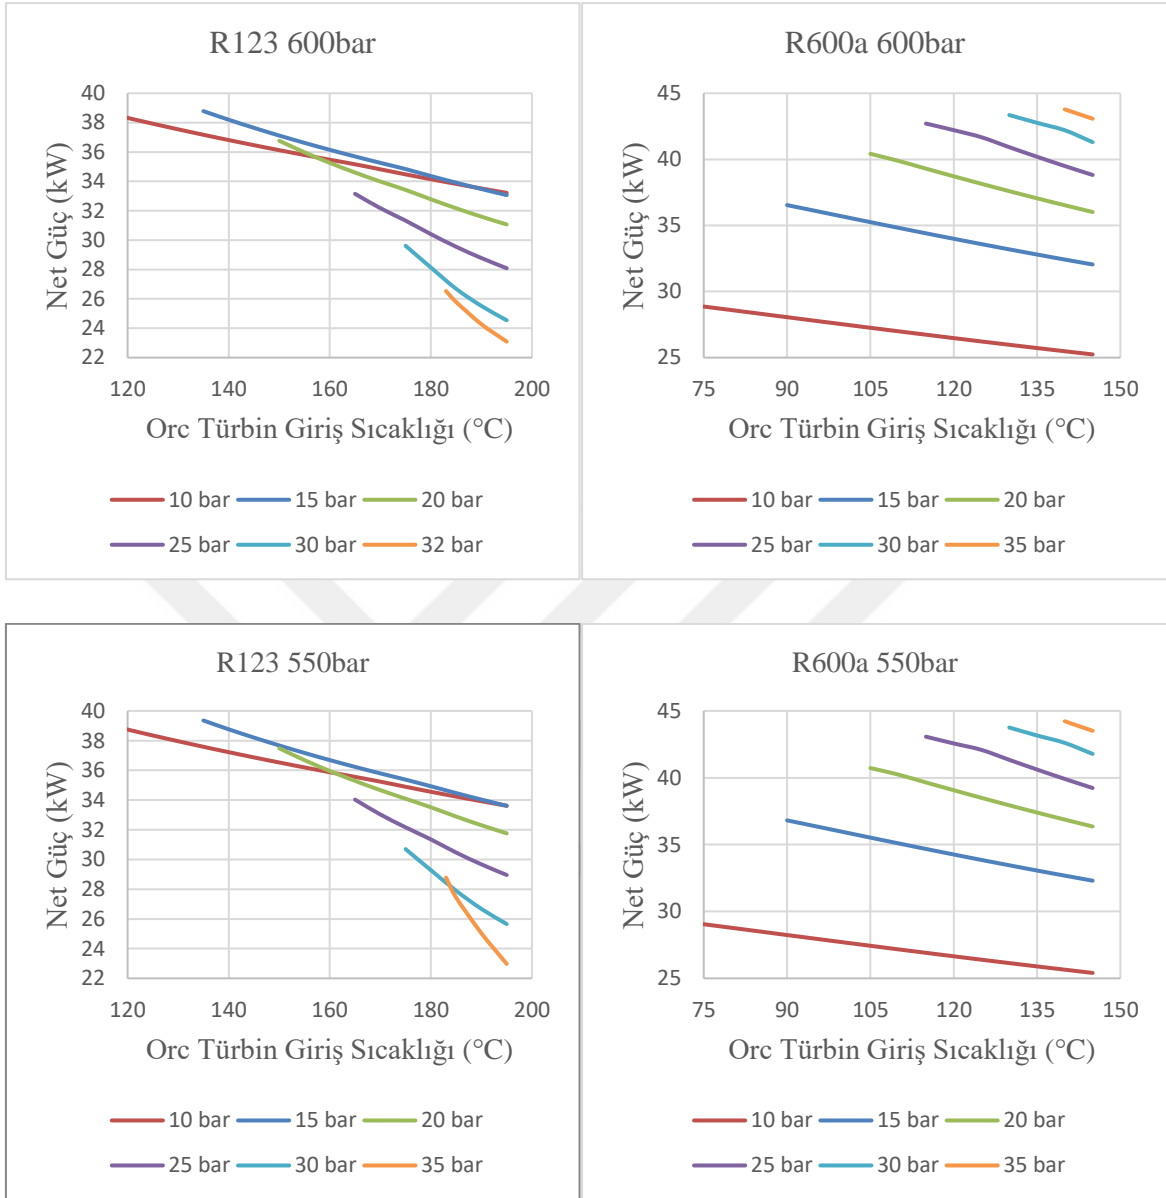 R123 600bar
Net Güç (kW)
40
38
36
34
32
30
28
26
24
22
120 140 160 180 200
Orc Türbin Giriş Sıcaklığı (°C)
10 bar 15 bar 20 bar
25 bar 30 bar 32 bar
R600a 600bar
Net Güç (kW)
45
40
35
30
25
75 90 105 120 135 150
Orc Türbin Giriş Sıcaklığı (°C)
10 bar 15 bar 20 bar
25 bar 30 bar 35 bar
R123 550bar
Net Güç (kW)
40
38
36
34
32
30
28
26
24
22
120 140 160 180 200
Orc Türbin Giriş Sıcaklığı (°C)
10 bar 15 bar 20 bar
25 bar 30 bar 35 bar
R600a 550bar
Net Güç (kW)
45
40
35
30
25
75 90 105 120 135 150
Orc Türbin Giriş Sıcaklığı (°C)
10 bar 15 bar 20 bar
25 bar 30 bar 35 bar